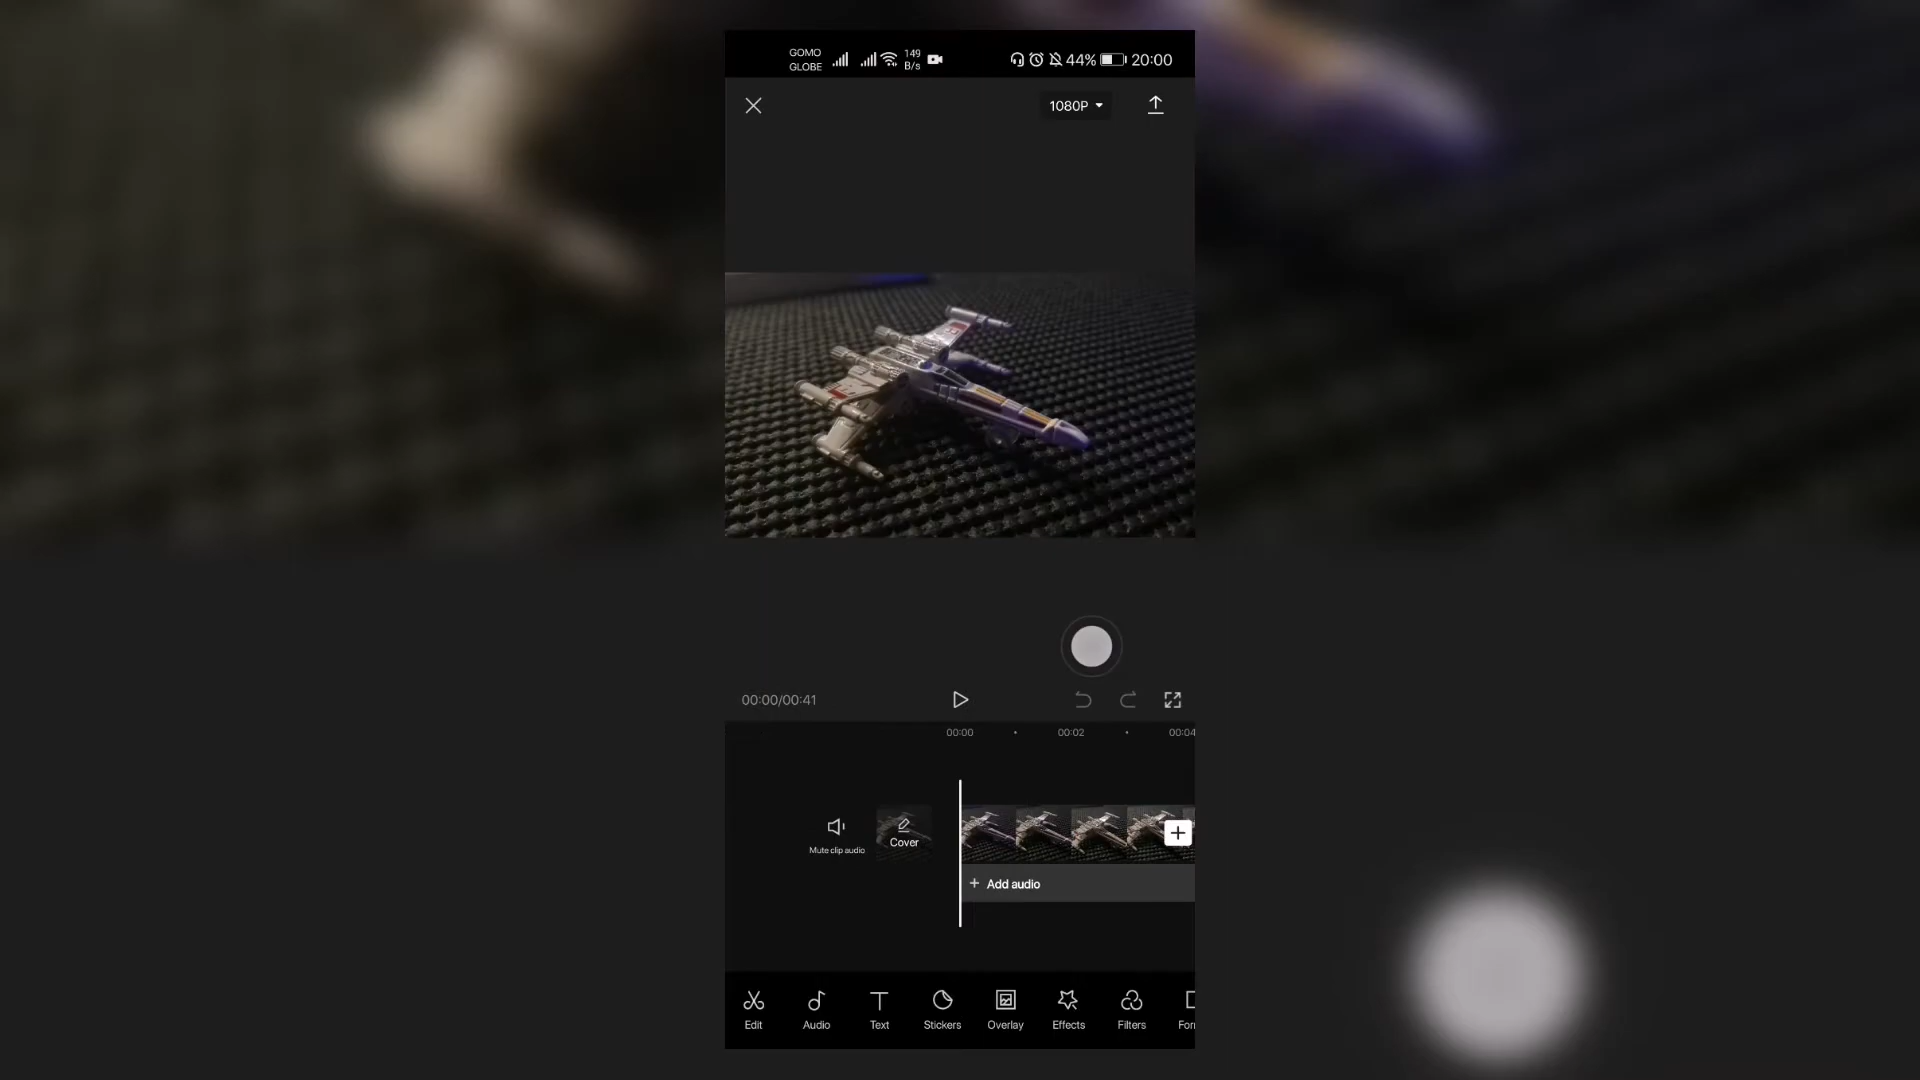 GOMO
GLOBE
149
B/s
44%
20:00
1080P
00:00/00:41
00:00
00:02
00:04
Mute clip audio
Cover
Add audio
Edit
Audio
Text
Stickers
Overlay
Effects
Filters
For